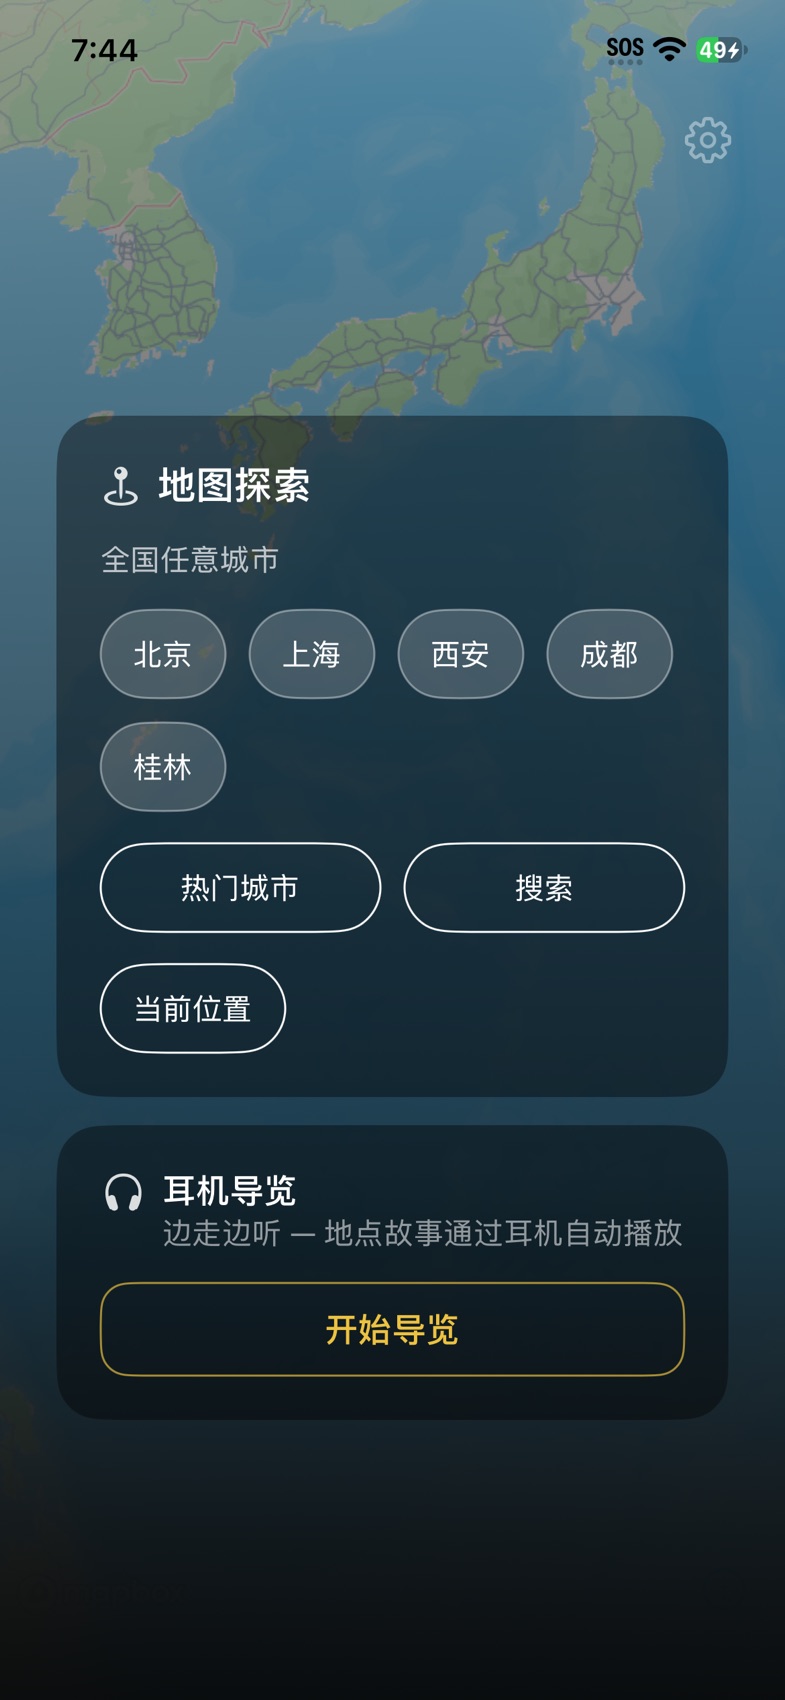 7:44
SOS
49
地图探索
全国任意城市
北京 上海 西安 成都
桂林
热门城市 搜索
当前位置
耳机导览
边走边听 — 地点故事通过耳机自动播放
开始导览